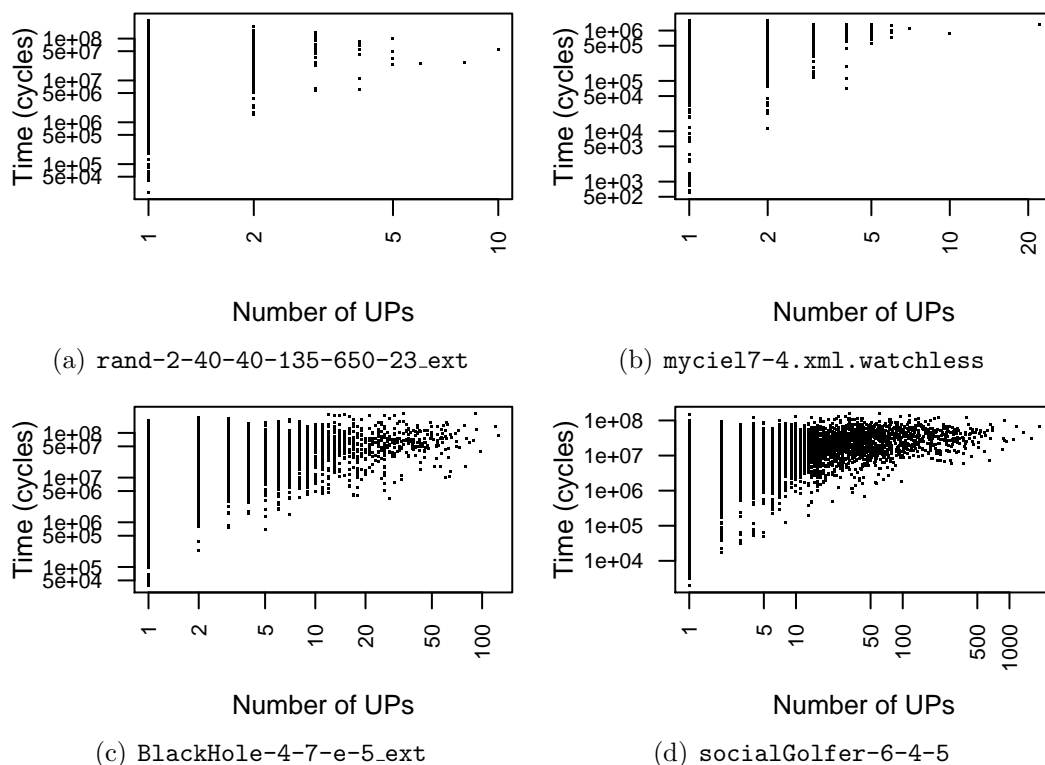 Time (cycles)
1e+08
5e+07
1e+07
5e+06
1e+06
5e+05
1e+05
5e+04
1 2 5 10
Number of UPs
(a) rand-2-40-40-135-650-23_ext
Time (cycles)
1e+06
5e+05
1e+05
5e+04
1e+04
5e+03
1e+03
5e+02
1 2 5 10 20
Number of UPs
(b) myciel7-4.xml.watchless
Time (cycles)
1e+08
5e+07
1e+07
5e+06
1e+06
5e+05
1e+05
5e+04
1 2 5 10 20 50 100
Number of UPs
(c) BlackHole-4-7-e-5_ext
Time (cycles)
1e+08
1e+07
1e+06
1e+05
1e+04
1 5 10 50 100 500 1000
Number of UPs
(d) socialGolfer-6-4-5